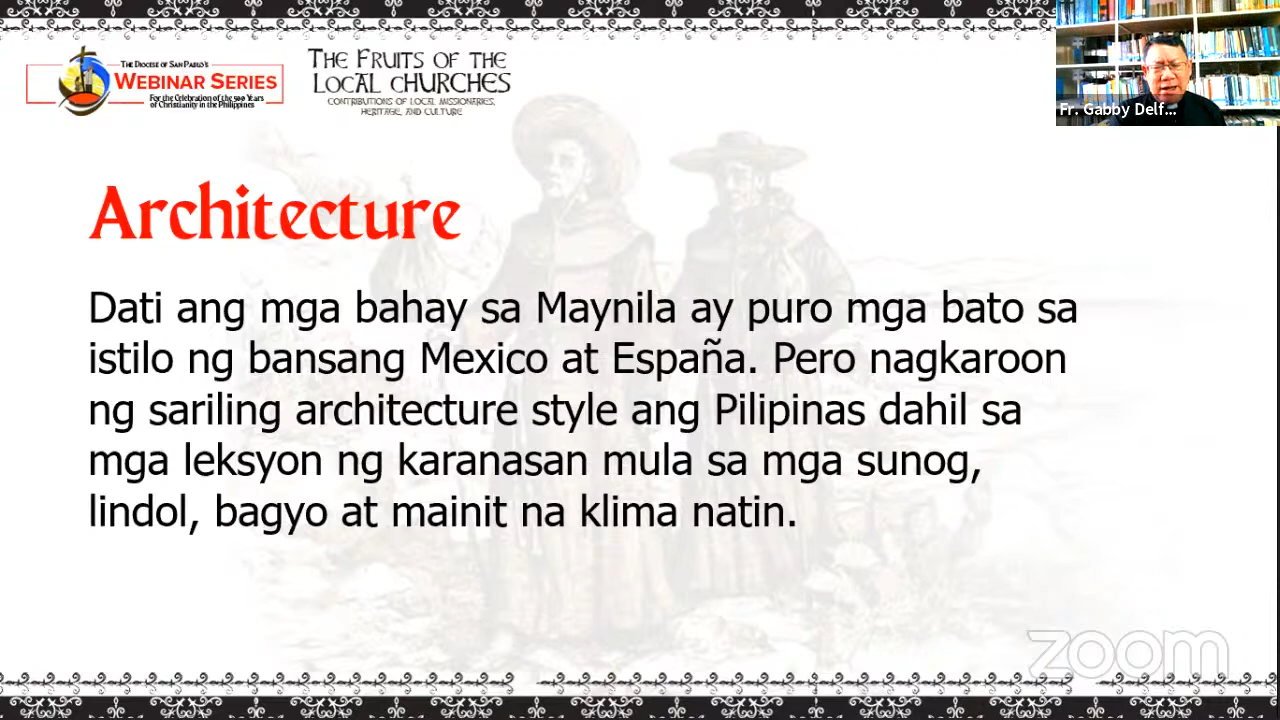 THE DIOCESE OF SAN PABLO'S
WEBINAR SERIES
For the Celebration of the 500 Years
of Christianity in the Philippines
THE FRUITS OF THE
LOCAL CHURCHES
CONTRIBUTIONS OF LOCAL MISSIONARIES,
HERITAGE, AND CULTURE
Fr. Gabby Delf...
Architecture
Dati ang mga bahay sa Maynila ay puro mga bato sa
istilo ng bansang Mexico at España. Pero nagkaroon
ng sariling architecture style ang Pilipinas dahil sa
mga leksyon ng karanasan mula sa mga sunog,
lindol, bagyo at mainit na klima natin.
zoom